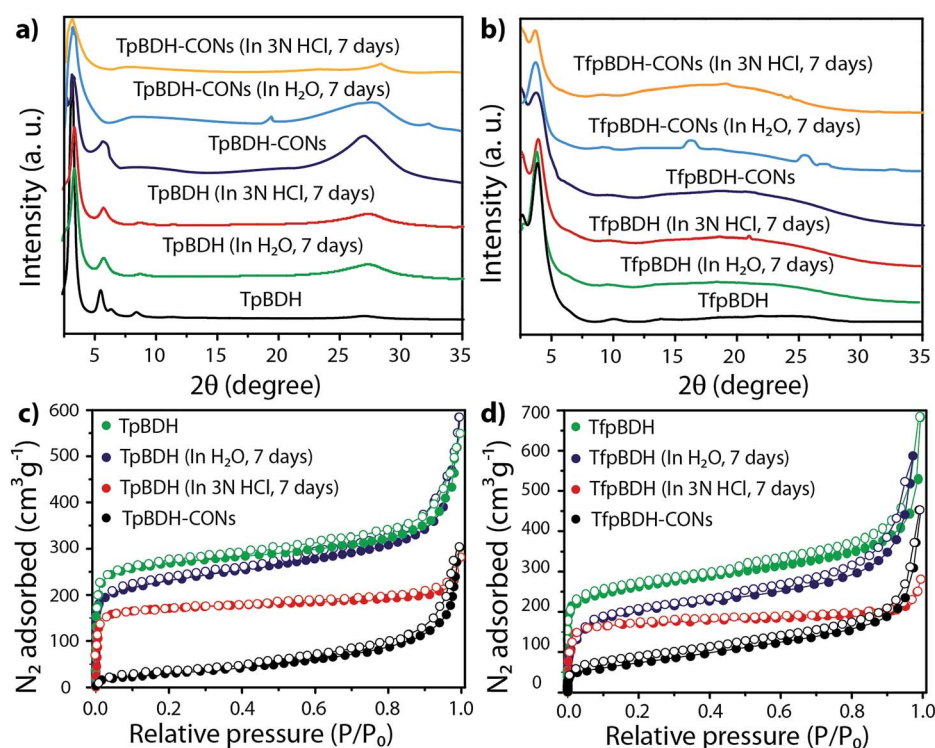 a)
TpBDH-CONs (In 3N HCl, 7 days)
TpBDH-CONs (In H₂O, 7 days)
TpBDH-CONs
TpBDH (In 3N HCl, 7 days)
TpBDH (In H₂O, 7 days)
TpBDH
Intensity (a. u.)
5 10 15 20 25 30 35
2θ (degree)
b)
TfpBDH-CONs (In 3N HCl, 7 days)
TfpBDH-CONs (In H₂O, 7 days)
TfpBDH-CONs
TfpBDH (In 3N HCl, 7 days)
TfpBDH (In H₂O, 7 days)
TfpBDH
Intensity (a. u.)
5 10 15 20 25 30 35
2θ (degree)
c)
600
500
400
300
200
100
0
N₂ adsorbed (cm³g⁻¹)
TpBDH
TpBDH (In H₂O, 7 days)
TpBDH (In 3N HCl, 7 days)
TpBDH-CONs
0.0 0.2 0.4 0.6 0.8 1.0
Relative pressure (P/P₀)
d)
700
600
500
400
300
200
100
0
N₂ adsorbed (cm³g⁻¹)
TfpBDH
TfpBDH (In H₂O, 7 days)
TfpBDH (In 3N HCl, 7 days)
TfpBDH-CONs
0.0 0.2 0.4 0.6 0.8 1.0
Relative pressure (P/P₀)